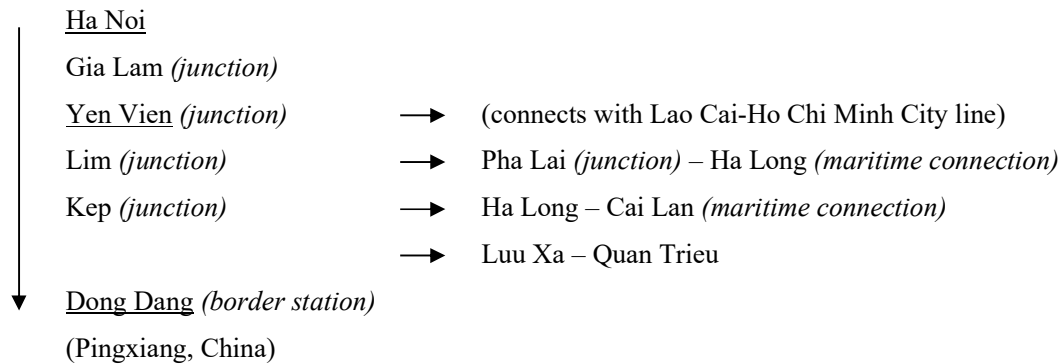 Ha Noi
Gia Lam (junction)
Yen Vien (junction) → (connects with Lao Cai-Ho Chi Minh City line)
Lim (junction) → Pha Lai (junction) – Ha Long (maritime connection)
Kep (junction) → Ha Long – Cai Lan (maritime connection)
→ Luu Xa – Quan Trieu
Dong Dang (border station)
(Pingxiang, China)